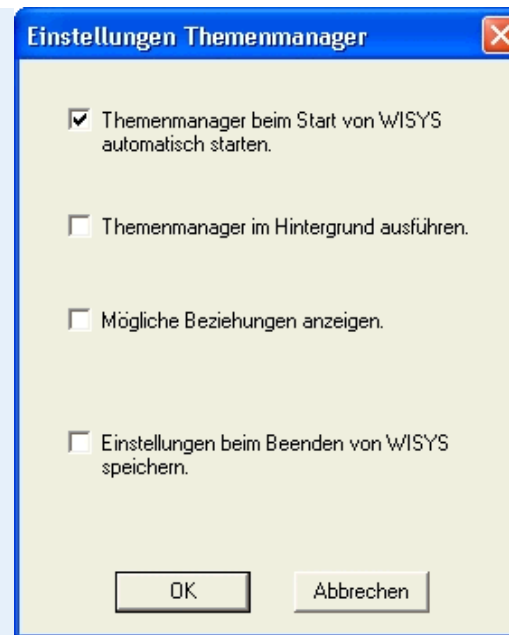 Einstellungen Themenmanager
Themenmanager beim Start von WISYS
automatisch starten.
Themenmanager im Hintergrund ausführen.
Mögliche Beziehungen anzeigen.
Einstellungen beim Beenden von WISYS
speichern.
OK
Abbrechen